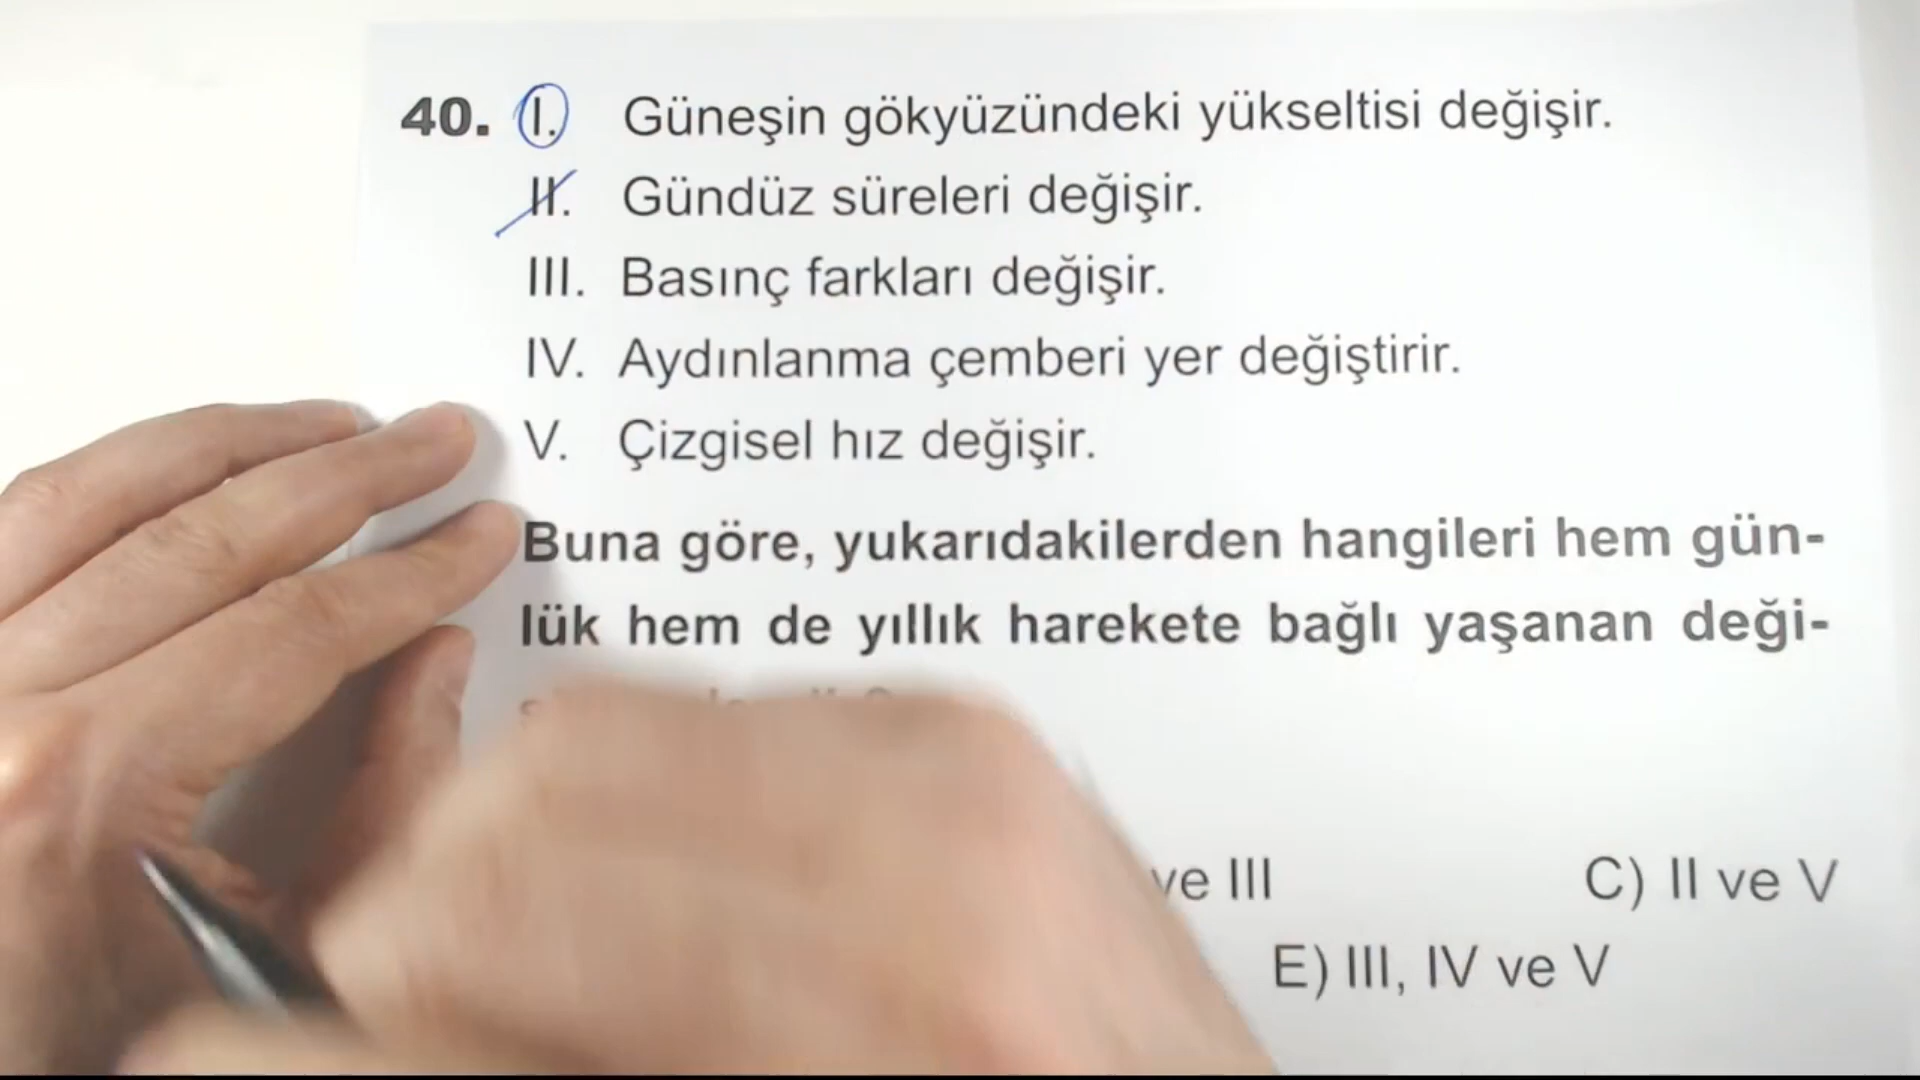 40. I. Güneşin gökyüzündeki yükseltisi değişir.
II. Gündüz süreleri değişir.
III. Basınç farkları değişir.
IV. Aydınlanma çemberi yer değiştirir.
V. Çizgisel hız değişir.
Buna göre, yukarıdakilerden hangileri hem gün-
lük hem de yıllık harekete bağlı yaşanan deği-
ve III C) II ve V
E) III, IV ve V